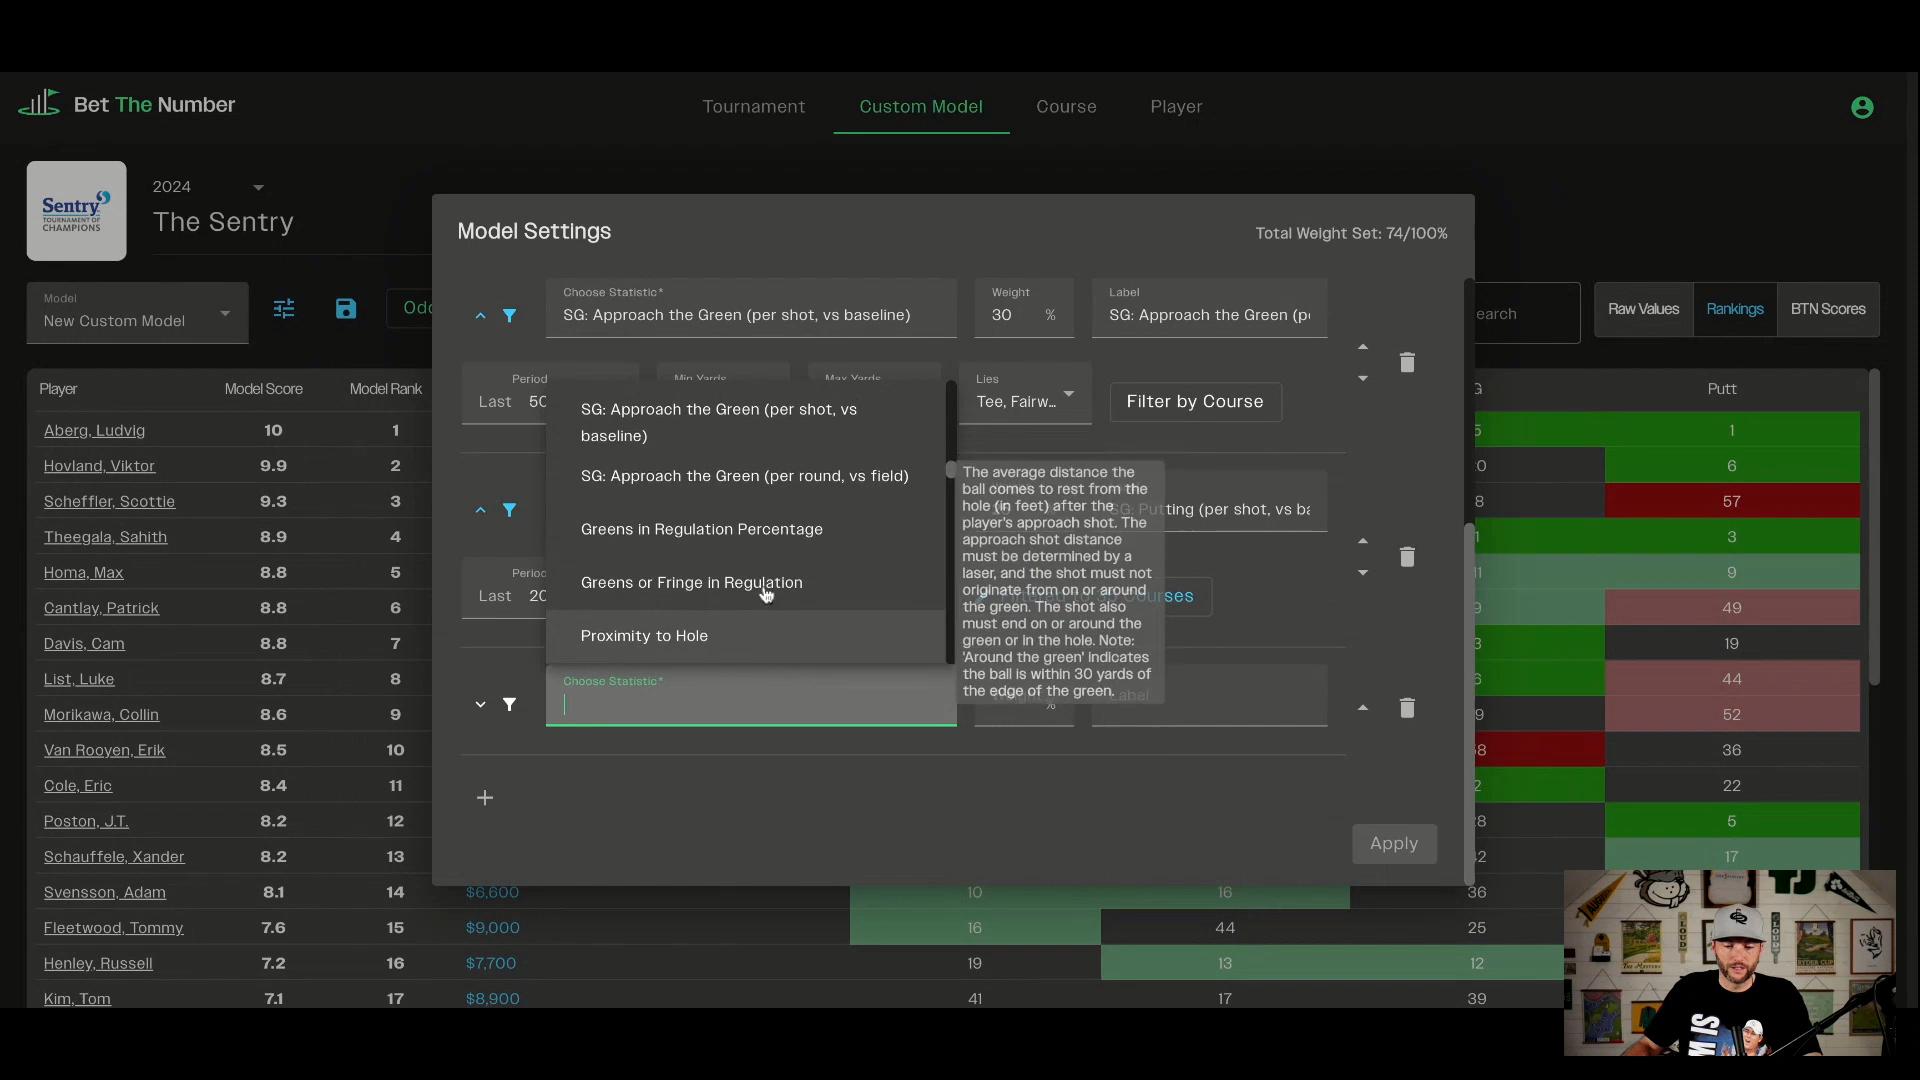 Bet The Number
Tournament
Custom Model
Course
Player
Sentry
TOURNAMENT OF
CHAMPIONS
2024
The Sentry
Model
New Custom Model
Raw Values
Rankings
BTN Scores
Model Settings
Total Weight Set: 74/100%
Choose Statistic*
SG: Approach the Green (per shot, vs baseline)
Weight
30 %
Label
SG: Approach the Green (p
Period
Last 50
Min Yards
Max Yards
Lies
Tee, Fairw...
Filter by Course
SG: Approach the Green (per shot, vs
baseline)
SG: Approach the Green (per round, vs field)
Greens in Regulation Percentage
Greens or Fringe in Regulation
Proximity to Hole
The average distance the
ball comes to rest from the
hole (in feet) after the
player's approach shot. The
approach shot distance
must be determined by a
laser, and the shot must not
originate from on or around
the green. The shot also
must end on or around the
green or in the hole. Note:
'Around the green' indicates
the ball is within 30 yards of
the edge of the green.
SG: Putting (per shot, vs ba
Period
Last 20
Courses
Choose Statistic*
%
Label
Apply
Player Model Score Model Rank Putt
Aberg, Ludvig 10 1 1
Hovland, Viktor 9.9 2 6
Scheffler, Scottie 9.3 3 57
Theegala, Sahith 8.9 4 3
Homa, Max 8.8 5 9
Cantlay, Patrick 8.8 6 49
Davis, Cam 8.8 7 19
List, Luke 8.7 8 44
Morikawa, Collin 8.6 9 52
Van Rooyen, Erik 8.5 10 36
Cole, Eric 8.4 11 22
Poston, J.T. 8.2 12 5
Schauffele, Xander 8.2 13 17
Svensson, Adam 8.1 14 $6,600 10 16 36
Fleetwood, Tommy 7.6 15 $9,000 16 44 25
Henley, Russell 7.2 16 $7,700 19 13 12
Kim, Tom 7.1 17 $8,900 41 17 39